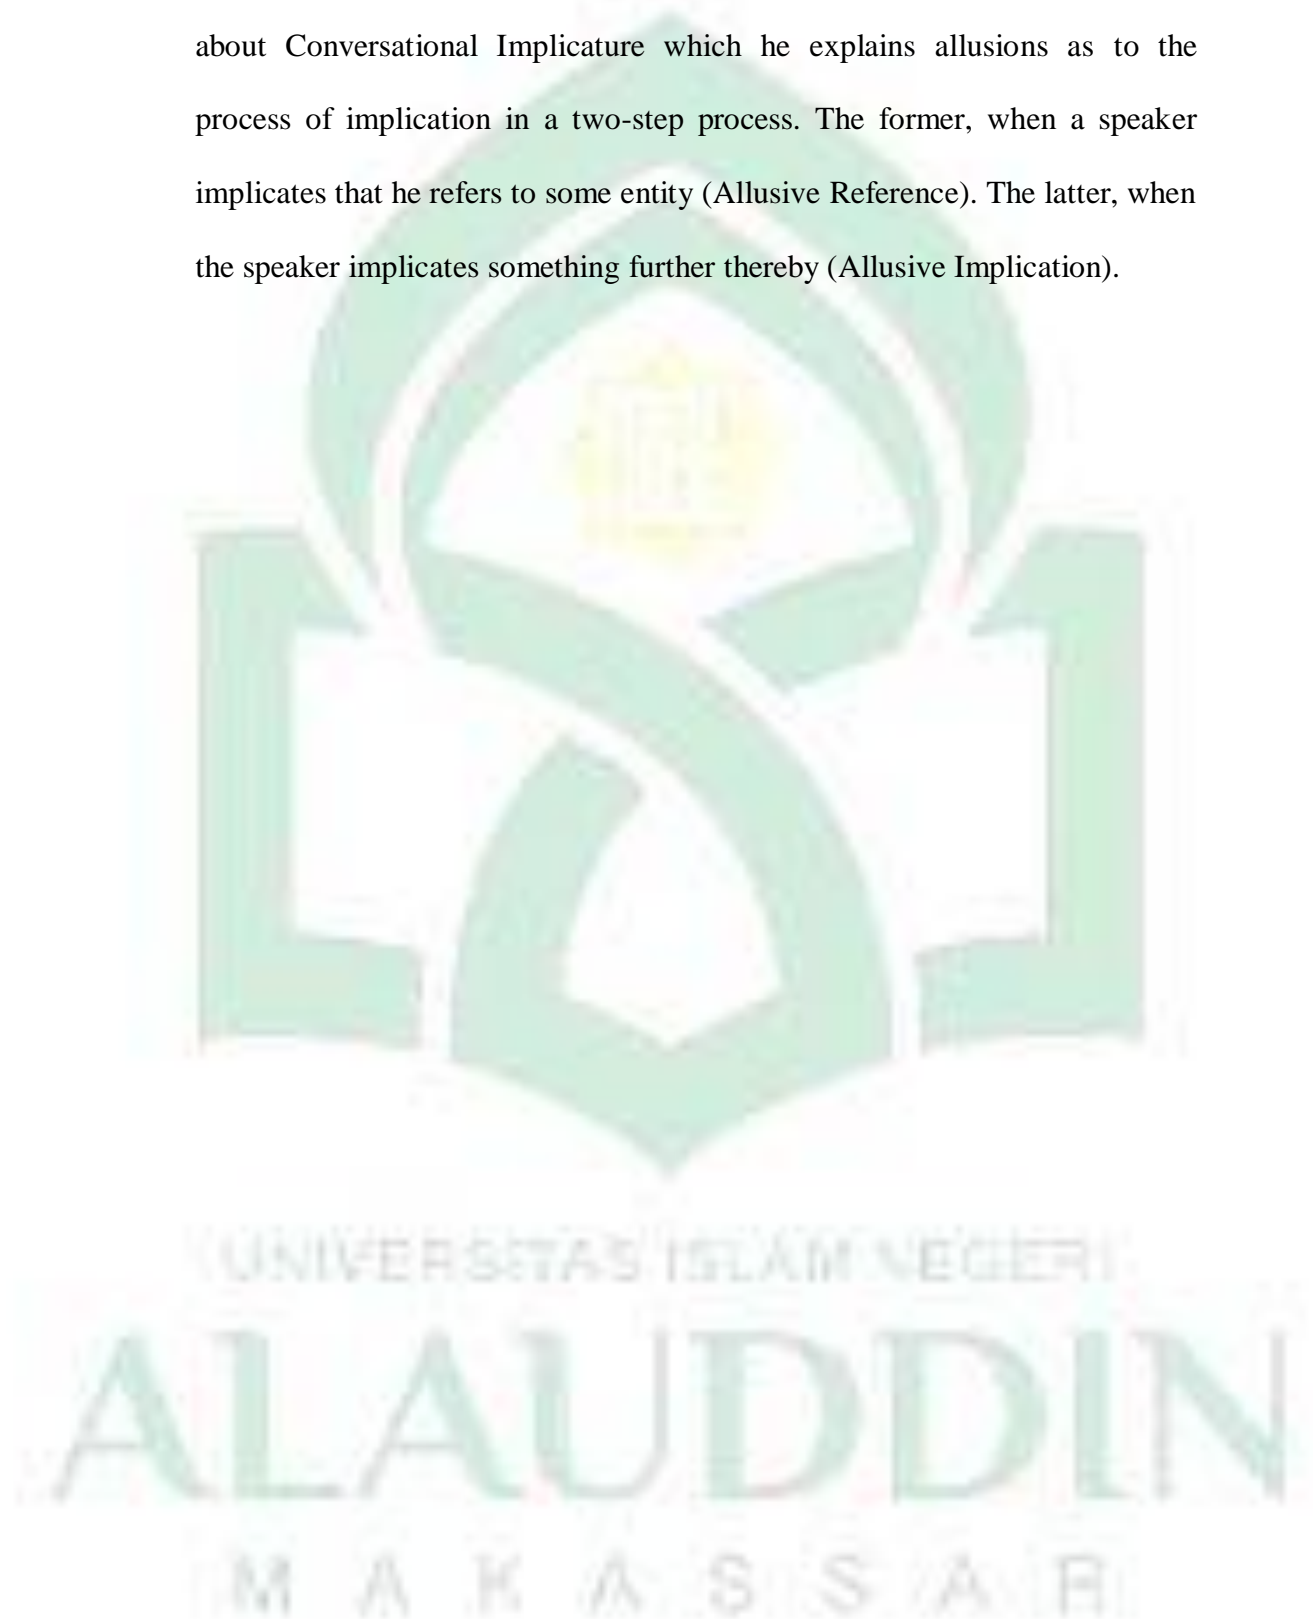 about Conversational Implicature which he explains allusions as to the
process of implication in a two-step process. The former, when a speaker
implicates that he refers to some entity (Allusive Reference). The latter, when
the speaker implicates something further thereby (Allusive Implication).
UNIVERSITAS ISLAM NEGERI
ALAUDDIN
MAKASSAR